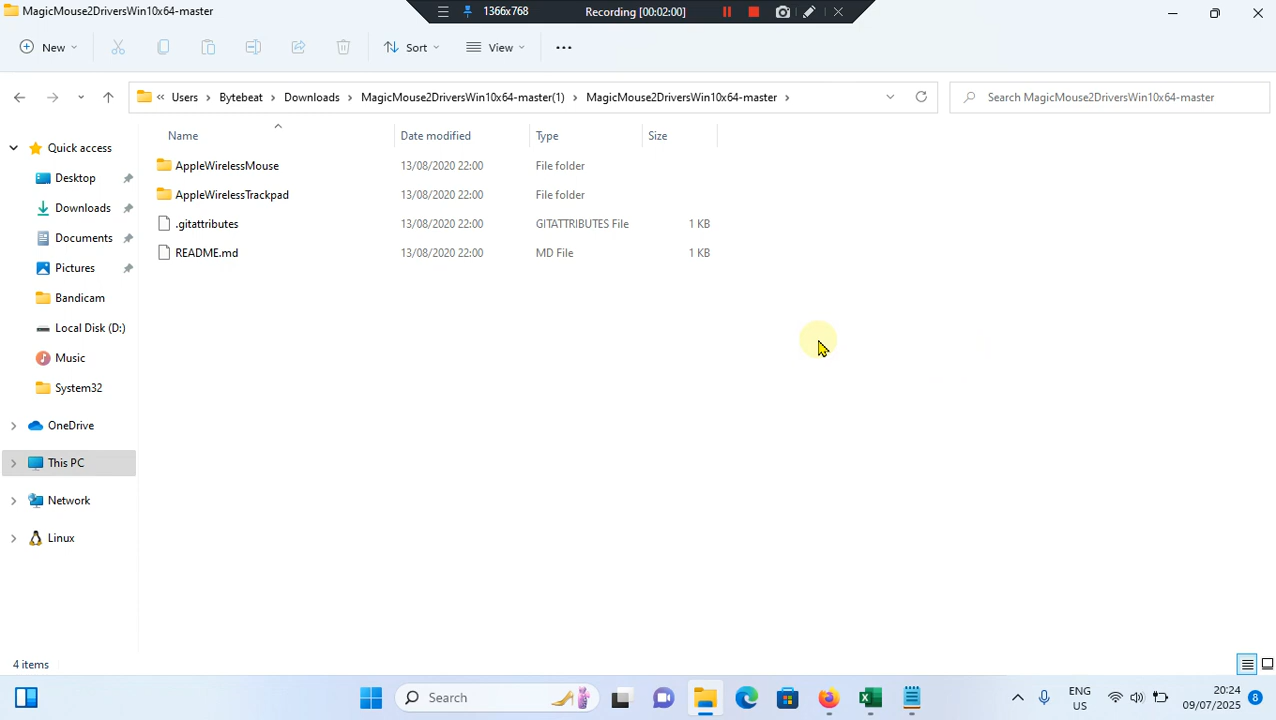 MagicMouse2DriversWin10x64-master
1366x768
Recording [00:02:00]
New
Sort
View
Users
Bytebeat
Downloads
MagicMouse2DriversWin10x64-master(1)
MagicMouse2DriversWin10x64-master
Search MagicMouse2DriversWin10x64-master
Name
Date modified
Type
Size
AppleWirelessMouse
13/08/2020 22:00
File folder
AppleWirelessTrackpad
13/08/2020 22:00
File folder
.gitattributes
13/08/2020 22:00
GITATTRIBUTES File
1 KB
README.md
13/08/2020 22:00
MD File
1 KB
Quick access
Desktop
Downloads
Documents
Pictures
Bandicam
Local Disk (D:)
Music
System32
OneDrive
This PC
Network
Linux
4 items
Search
ENG
US
20:24
09/07/2025
8